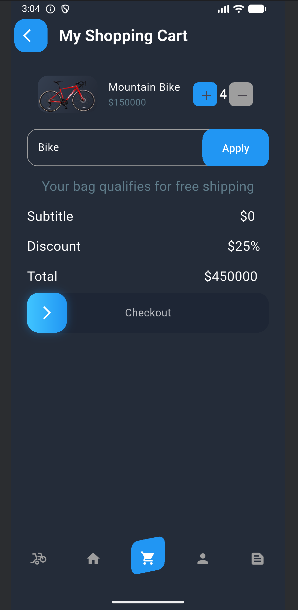 3:04
My Shopping Cart
Mountain Bike
$150000
+ 4 −
Bike
Apply
Your bag qualifies for free shipping
Subtitle $0
Discount $25%
Total $450000
Checkout